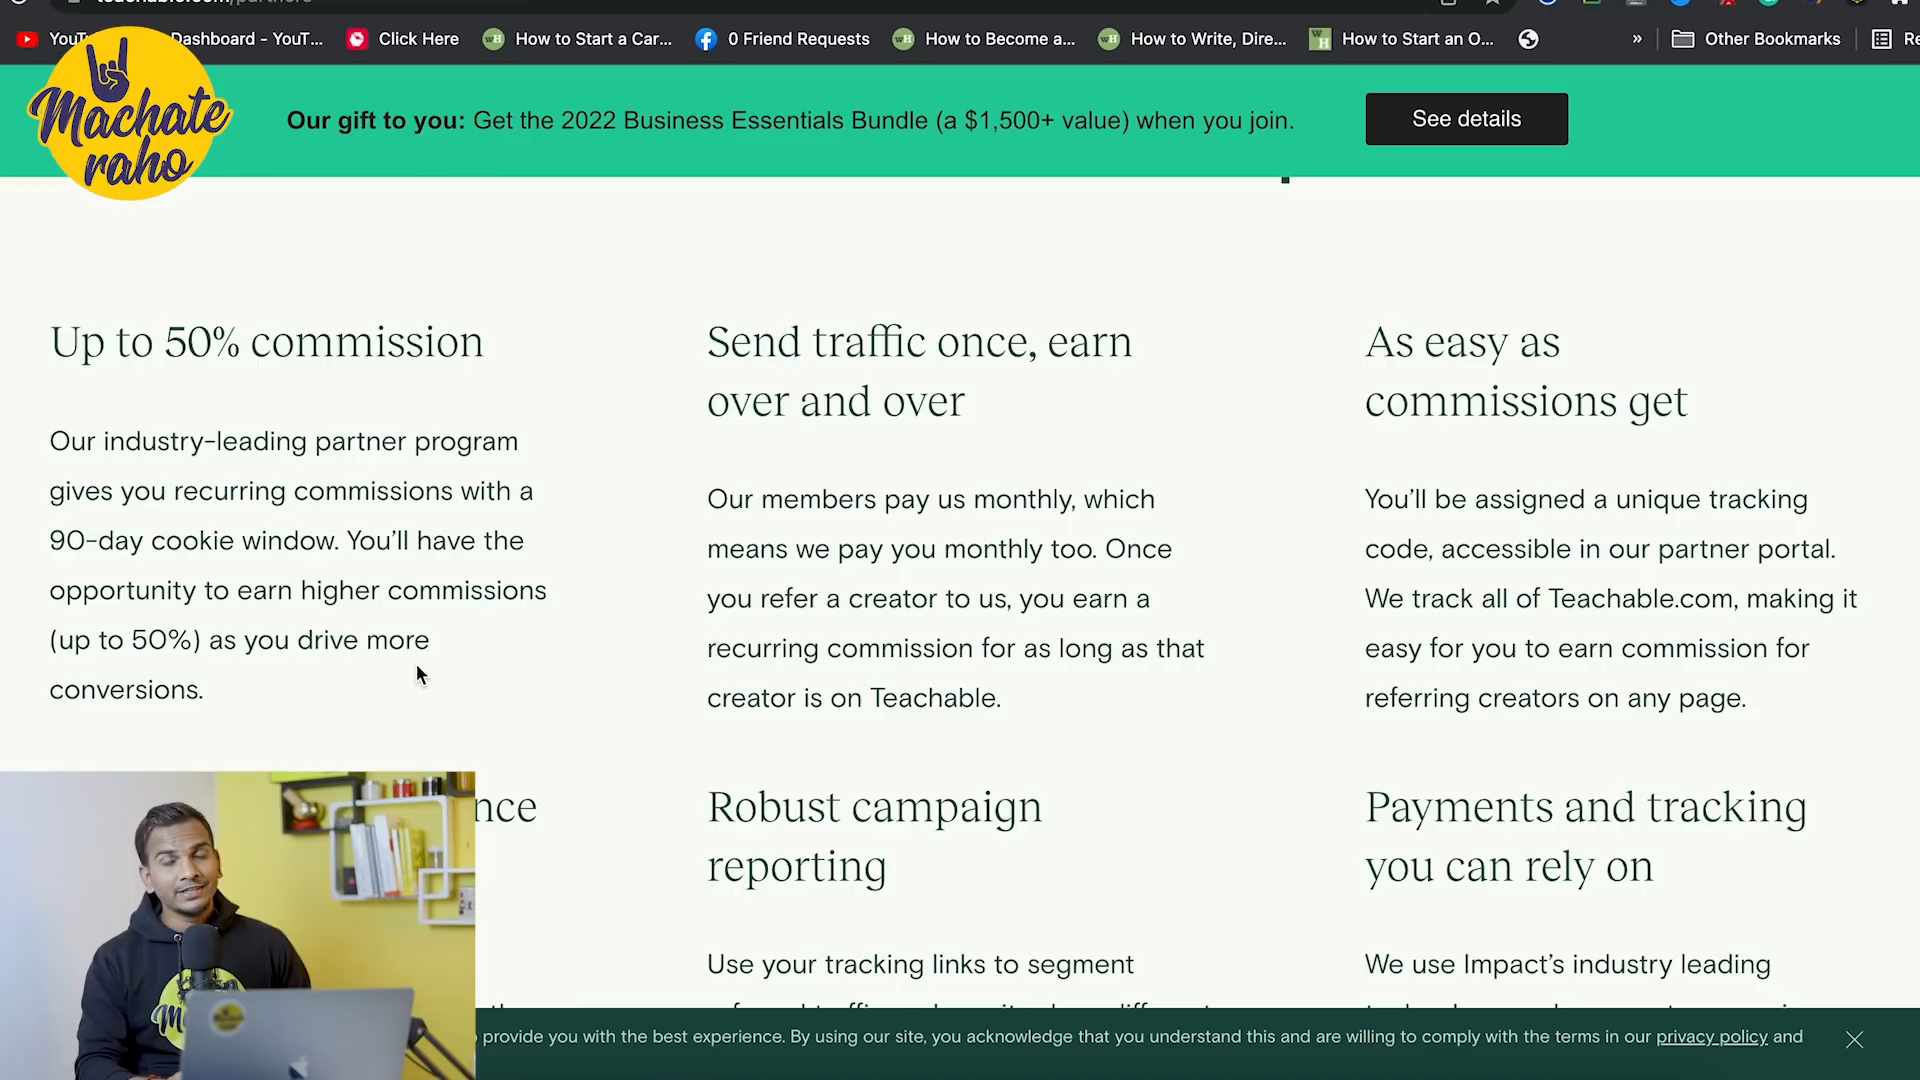 YouT
Dashboard - YouT...
Click Here
How to Start a Car...
0 Friend Requests
How to Become a...
How to Write, Dire...
How to Start an O...
»
Other Bookmarks
Re
Machate
raho
Our gift to you: Get the 2022 Business Essentials Bundle (a $1,500+ value) when you join.
See details
Up to 50% commission
Our industry-leading partner program
gives you recurring commissions with a
90-day cookie window. You'll have the
opportunity to earn higher commissions
(up to 50%) as you drive more
conversions.
Send traffic once, earn
over and over
Our members pay us monthly, which
means we pay you monthly too. Once
you refer a creator to us, you earn a
recurring commission for as long as that
creator is on Teachable.
As easy as
commissions get
You'll be assigned a unique tracking
code, accessible in our partner portal.
We track all of Teachable.com, making it
easy for you to earn commission for
referring creators on any page.
nce
Robust campaign
reporting
Use your tracking links to segment
Payments and tracking
you can rely on
We use Impact's industry leading
provide you with the best experience. By using our site, you acknowledge that you understand this and are willing to comply with the terms in our privacy policy and